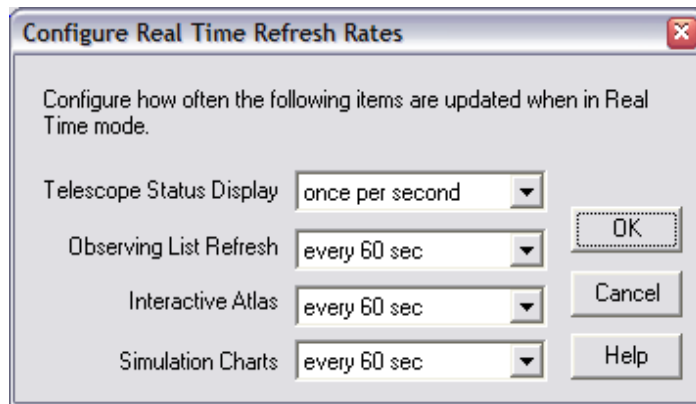 Configure Real Time Refresh Rates
Configure how often the following items are updated when in Real
Time mode.
Telescope Status Display once per second
Observing List Refresh every 60 sec
OK
Interactive Atlas every 60 sec
Cancel
Simulation Charts every 60 sec
Help